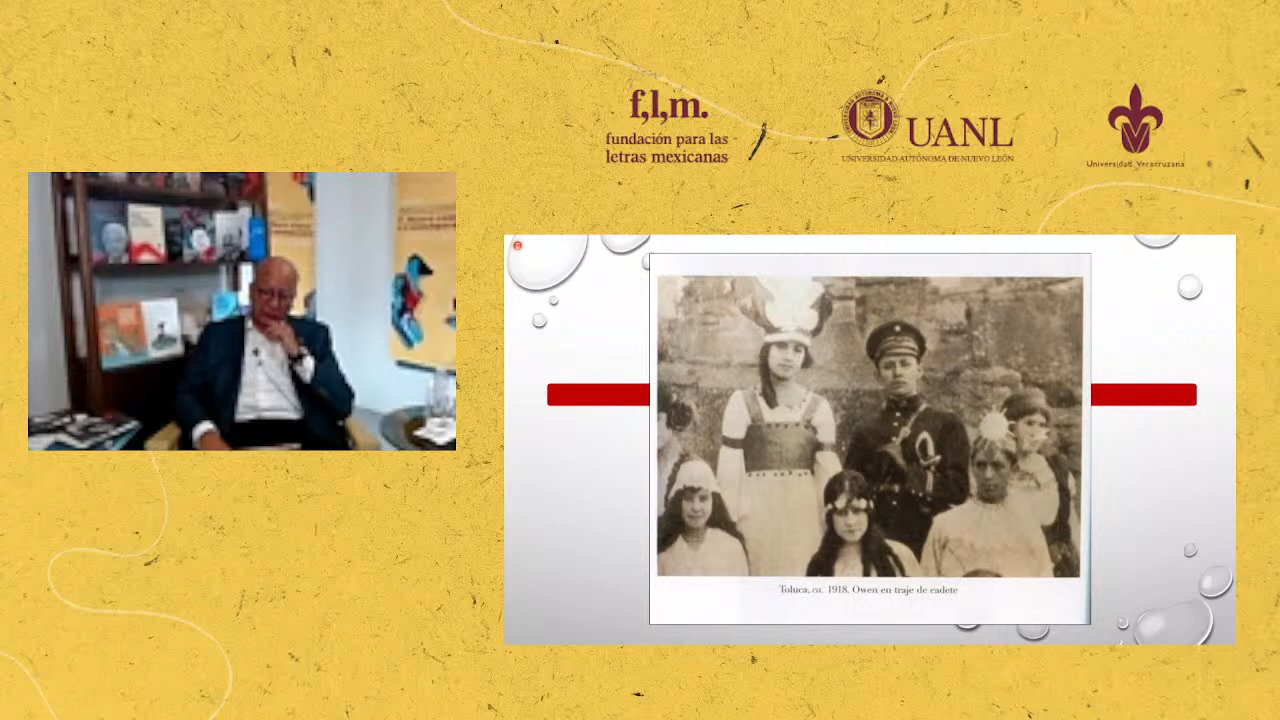 f,l,m.
fundación para las
letras mexicanas
UANL
UNIVERSIDAD AUTÓNOMA DE NUEVO LEÓN
Universidad Veracruzana
Toluca, ca. 1918. Owen en traje de cadete